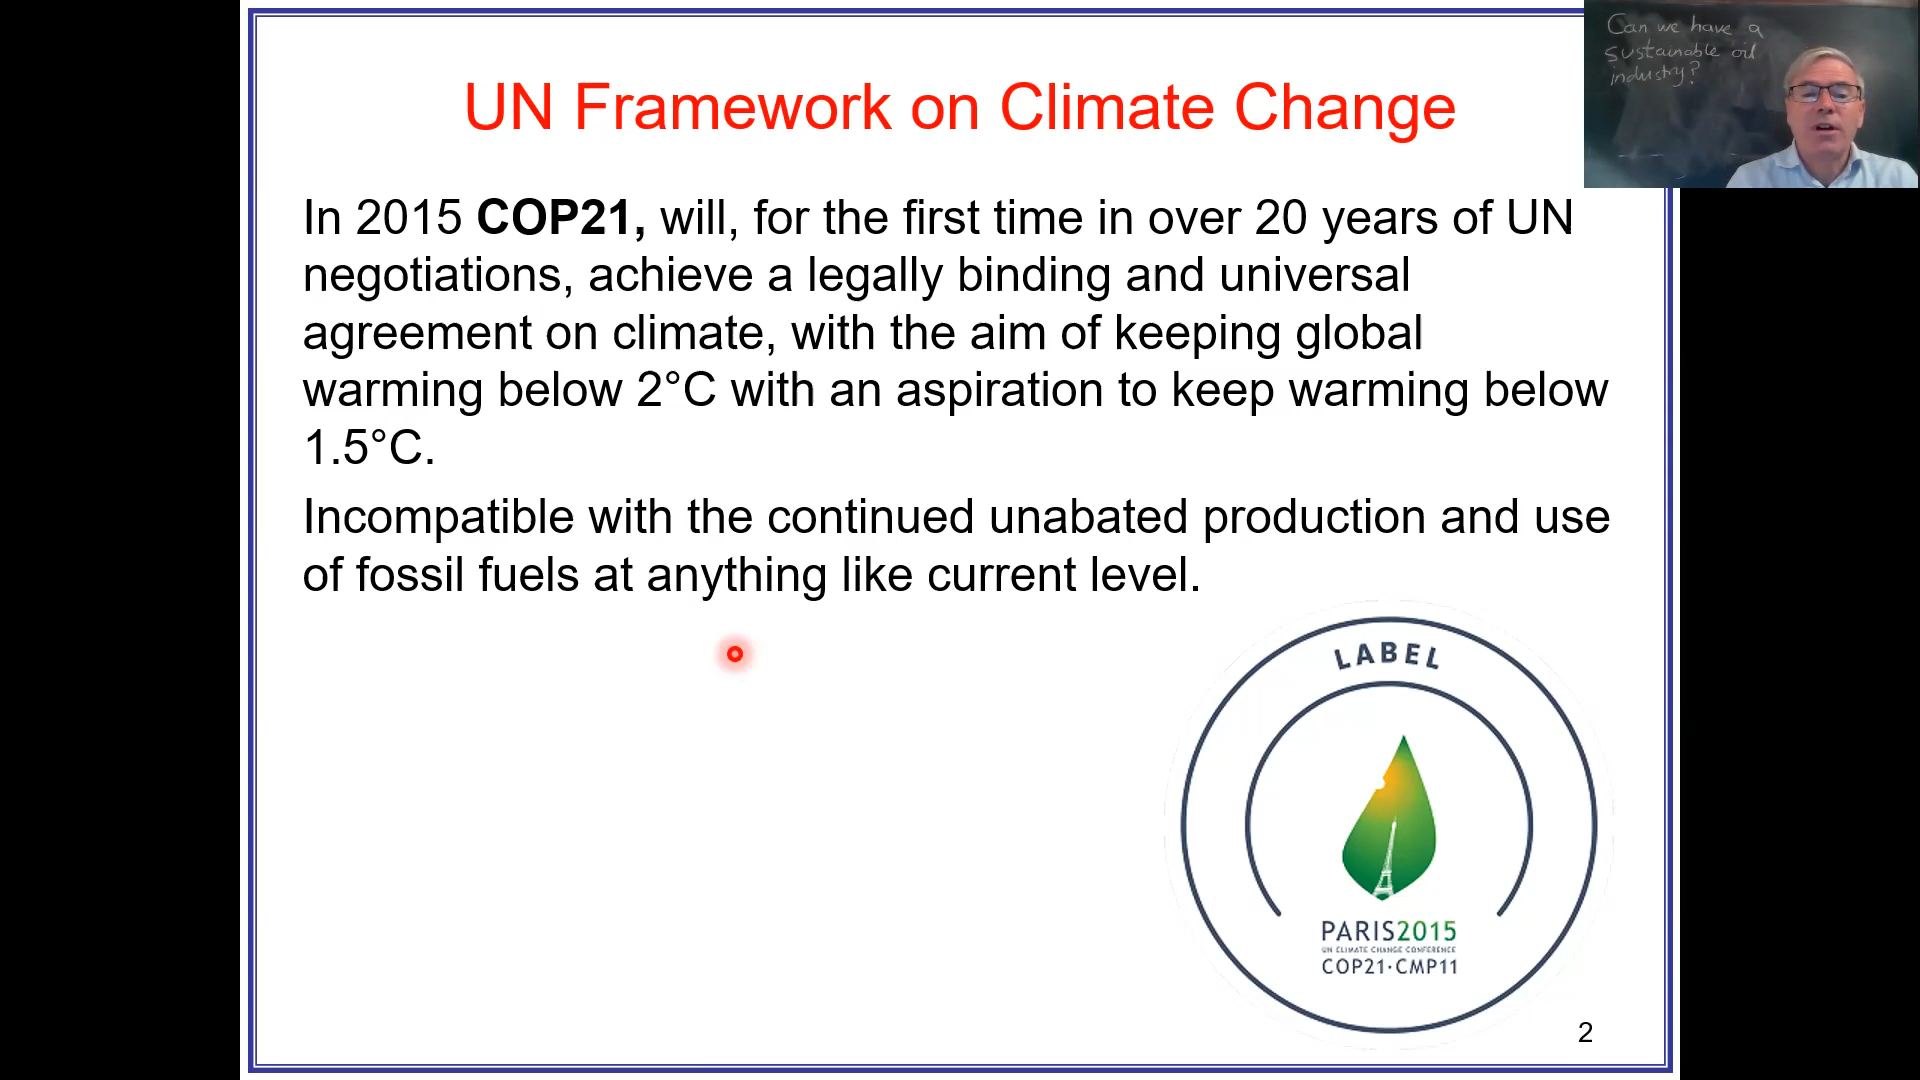 UN Framework on Climate Change
Can we have a
sustainable oil
industry?
In 2015 COP21, will, for the first time in over 20 years of UN
negotiations, achieve a legally binding and universal
agreement on climate, with the aim of keeping global
warming below 2°C with an aspiration to keep warming below
1.5°C.
Incompatible with the continued unabated production and use
of fossil fuels at anything like current level.
LABEL
PARIS2015
UN CLIMATE CHANGE CONFERENCE
COP21·CMP11
2